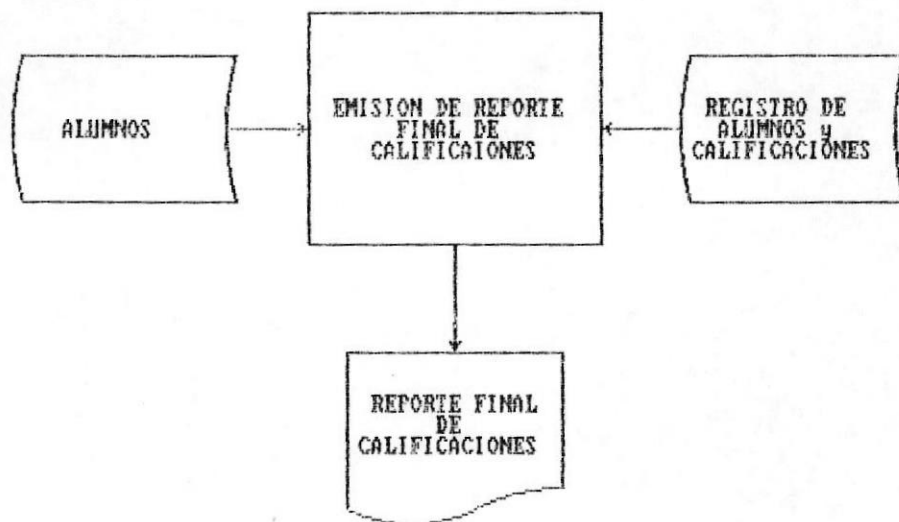 ALUMNOS
EMISION DE REPORTE
FINAL DE
CALIFICAIONES
REGISTRO DE
ALUMNOS y
CALIFICACIONES
REPORTE FINAL
DE
CALIFICACIONES